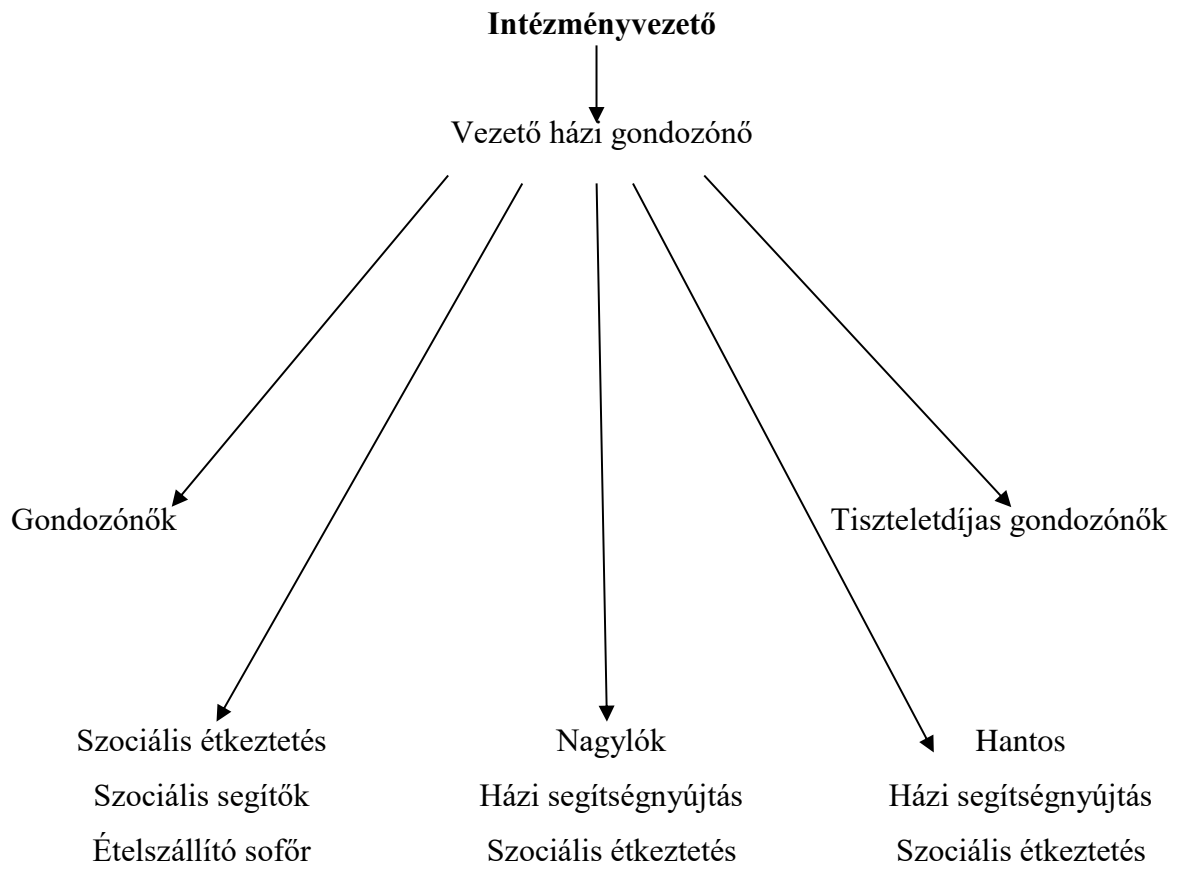 Intézményvezető
Vezető házi gondozónő
Gondozónők
Tiszteletdíjas gondozónők
Szociális étkeztetés
Szociális segítők
Ételszállító sofőr
Nagylók
Házi segítségnyújtás
Szociális étkeztetés
Hantos
Házi segítségnyújtás
Szociális étkeztetés